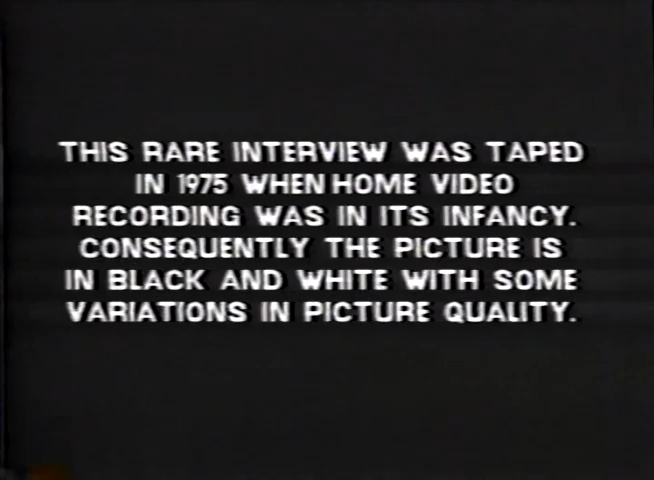 THIS RARE INTERVIEW WAS TAPED
IN 1975 WHEN HOME VIDEO
RECORDING WAS IN ITS INFANCY.
CONSEQUENTLY THE PICTURE IS
IN BLACK AND WHITE WITH SOME
VARIATIONS IN PICTURE QUALITY.